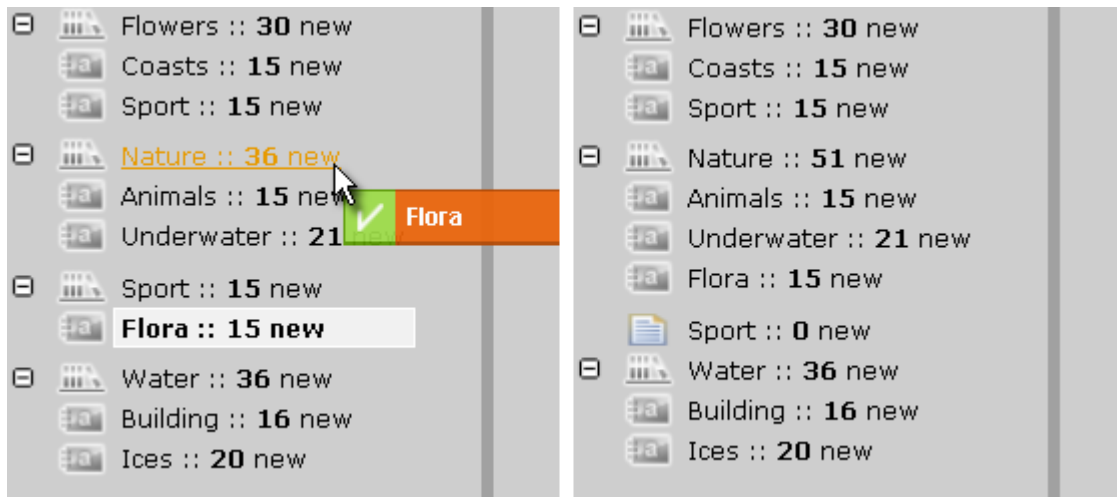 Flowers :: 30 new
Coasts :: 15 new
Sport :: 15 new
Nature :: 36 new
Animals :: 15 new
Flora
Underwater :: 21 new
Sport :: 15 new
Flora :: 15 new
Water :: 36 new
Building :: 16 new
Ices :: 20 new
Flowers :: 30 new
Coasts :: 15 new
Sport :: 15 new
Nature :: 51 new
Animals :: 15 new
Underwater :: 21 new
Flora :: 15 new
Sport :: 0 new
Water :: 36 new
Building :: 16 new
Ices :: 20 new